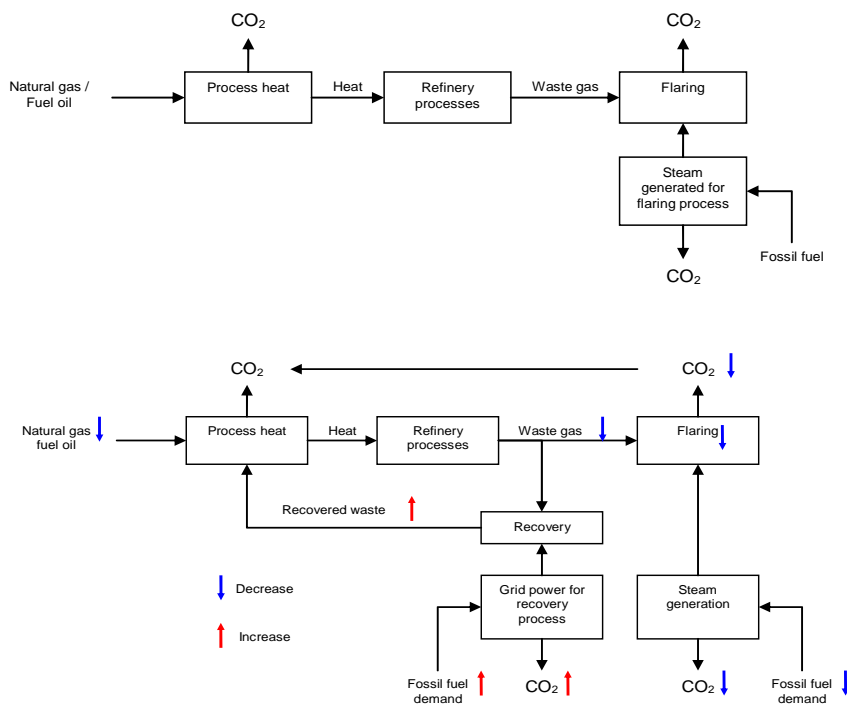 CO₂
CO₂
Natural gas /
Fuel oil
Process heat
Heat
Refinery
processes
Waste gas
Flaring
Steam
generated for
flaring process
Fossil fuel
CO₂
CO₂
CO₂
Natural gas
fuel oil
Process heat
Heat
Refinery
processes
Waste gas
Flaring
Recovered waste
Recovery
Decrease
Increase
Grid power for
recovery
process
Steam
generation
Fossil fuel
demand
CO₂
CO₂
Fossil fuel
demand